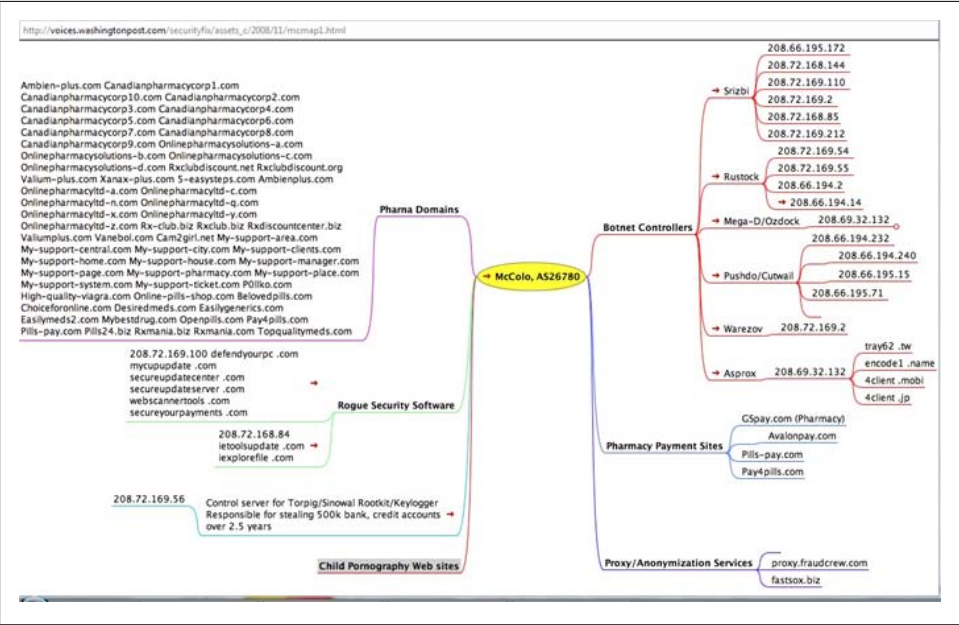 http://voices.washingtonpost.com/securityfix/assets_c/2008/11/mcmap1.html
Ambien-plus.com Canadianpharmacycorp1.com
Canadianpharmacycorp10.com Canadianpharmacycorp2.com
Canadianpharmacycorp3.com Canadianpharmacycorp4.com
Canadianpharmacycorp5.com Canadianpharmacycorp6.com
Canadianpharmacycorp7.com Canadianpharmacycorp8.com
Canadianpharmacycorp9.com Onlinepharmacysolutions-a.com
Onlinepharmacysolutions-b.com Onlinepharmacysolutions-c.com
Onlinepharmacysolutions-d.com Rxclubdiscount.net Rxclubdiscount.org
Valium-plus.com Xanax-plus.com 5-easysteps.com Ambienplus.com
Onlinepharmacyltd-a.com Onlinepharmacyltd-c.com
Onlinepharmacyltd-n.com Onlinepharmacyltd-q.com
Onlinepharmacyltd-x.com Onlinepharmacyltd-y.com
Onlinepharmacyltd-z.com Rx-club.biz Rxclub.biz Rxdiscountcenter.biz
Valiumplus.com Vaneboi.com Cam2girl.net My-support-area.com
My-support-central.com My-support-city.com My-support-clients.com
My-support-home.com My-support-house.com My-support-manager.com
My-support-page.com My-support-pharmacy.com My-support-place.com
My-support-system.com My-support-ticket.com P0llko.com
High-quality-viagra.com Online-pills-shop.com Belovedpills.com
Choiceforonline.com Desiredmeds.com Easilygenerics.com
Easilymeds2.com Mybestdrug.com Openpills.com Pay4pills.com
Pills-pay.com Pills24.biz Rxmania.biz Rxmania.com Topqualitymeds.com
Pharna Domains
208.72.169.100 defendyourpc .com
mycupupdate .com
secureupdatecenter .com
secureupdateserver .com
webscannertools .com
secureyourpayments .com
Rogue Security Software
208.72.168.84
ietoolsupdate .com
iexplorefile .com
208.72.169.56
Control server for Torpig/Sinowal Rootkit/Keylogger
Responsible for stealing 500k bank, credit accounts
over 2.5 years
Child Pornography Web sites
McColo, AS26780
Botnet Controllers
Srizbi
208.66.195.172
208.72.168.144
208.72.169.110
208.72.169.2
208.72.168.85
208.72.169.212
Rustock
208.72.169.54
208.72.169.55
208.66.194.2
208.66.194.14
Mega-D/Ozdock 208.69.32.132
Pushdo/Cutwail
208.66.194.232
208.66.194.240
208.66.195.15
208.66.195.71
Warezov 208.72.169.2
Asprox 208.69.32.132
tray62 .tw
encode1 .name
4client .mobi
4client .jp
Pharmacy Payment Sites
GSpay.com (Pharmacy)
Avalonpay.com
Pills-pay.com
Pay4pills.com
Proxy/Anonymization Services
proxy.fraudcrew.com
fastsox.biz